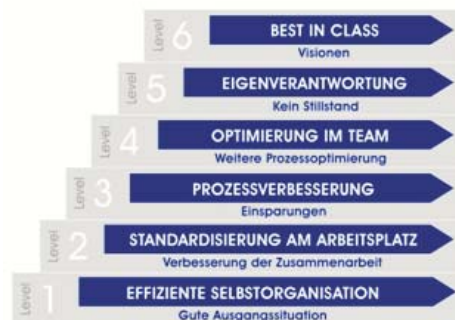 Level 6 BEST IN CLASS
Visionen
Level 5 EIGENVERANTWORTUNG
Kein Stillstand
Level 4 OPTIMIERUNG IM TEAM
Weitere Prozessoptimierung
Level 3 PROZESSVERBESSERUNG
Einsparungen
Level 2 STANDARDISIERUNG AM ARBEITSPLATZ
Verbesserung der Zusammenarbeit
Level 1 EFFIZIENTE SELBSTORGANISATION
Gute Ausgangssituation